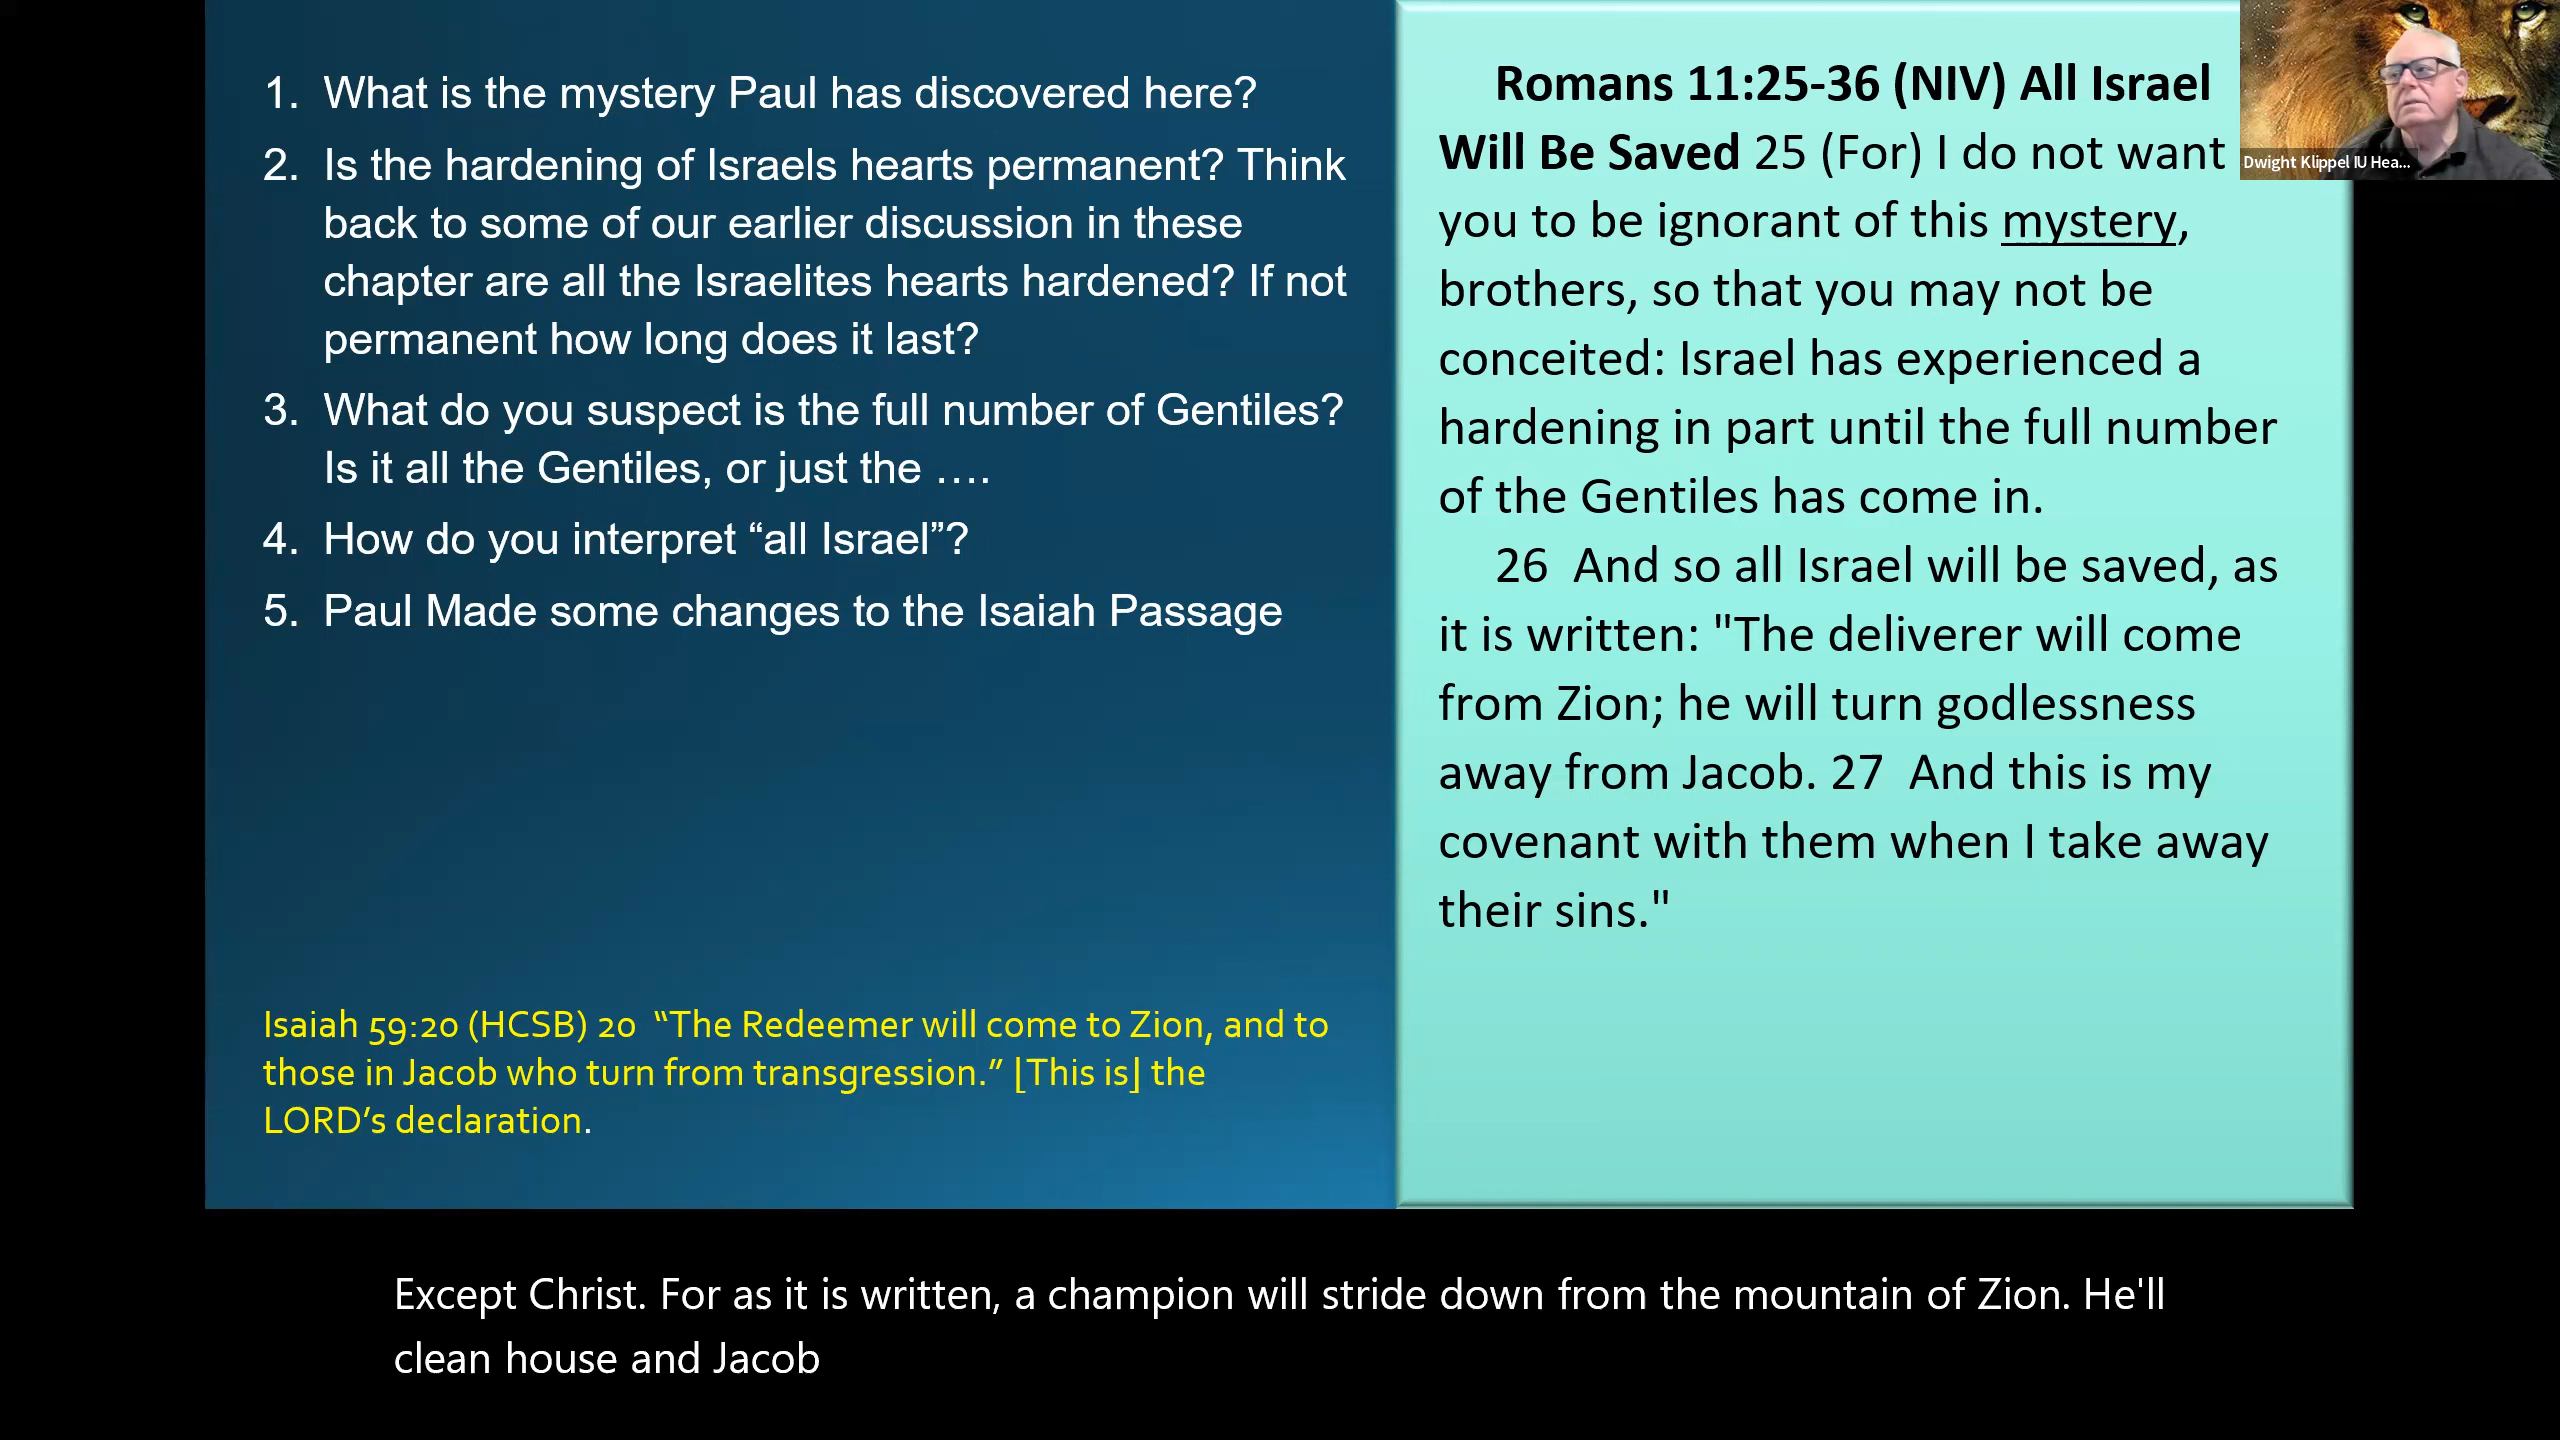 1. What is the mystery Paul has discovered here?
2. Is the hardening of Israels hearts permanent? Think
back to some of our earlier discussion in these
chapter are all the Israelites hearts hardened? If not
permanent how long does it last?
3. What do you suspect is the full number of Gentiles?
Is it all the Gentiles, or just the ….
4. How do you interpret “all Israel”?
5. Paul Made some changes to the Isaiah Passage
Isaiah 59:20 (HCSB) 20 “The Redeemer will come to Zion, and to
those in Jacob who turn from transgression.” [This is] the
LORD’s declaration.
Romans 11:25-36 (NIV) All Israel
Will Be Saved 25 (For) I do not want
you to be ignorant of this mystery,
brothers, so that you may not be
conceited: Israel has experienced a
hardening in part until the full number
of the Gentiles has come in.
26 And so all Israel will be saved, as
it is written: "The deliverer will come
from Zion; he will turn godlessness
away from Jacob. 27 And this is my
covenant with them when I take away
their sins."
Dwight Klippel IU Hea...
Except Christ. For as it is written, a champion will stride down from the mountain of Zion. He'll
clean house and Jacob